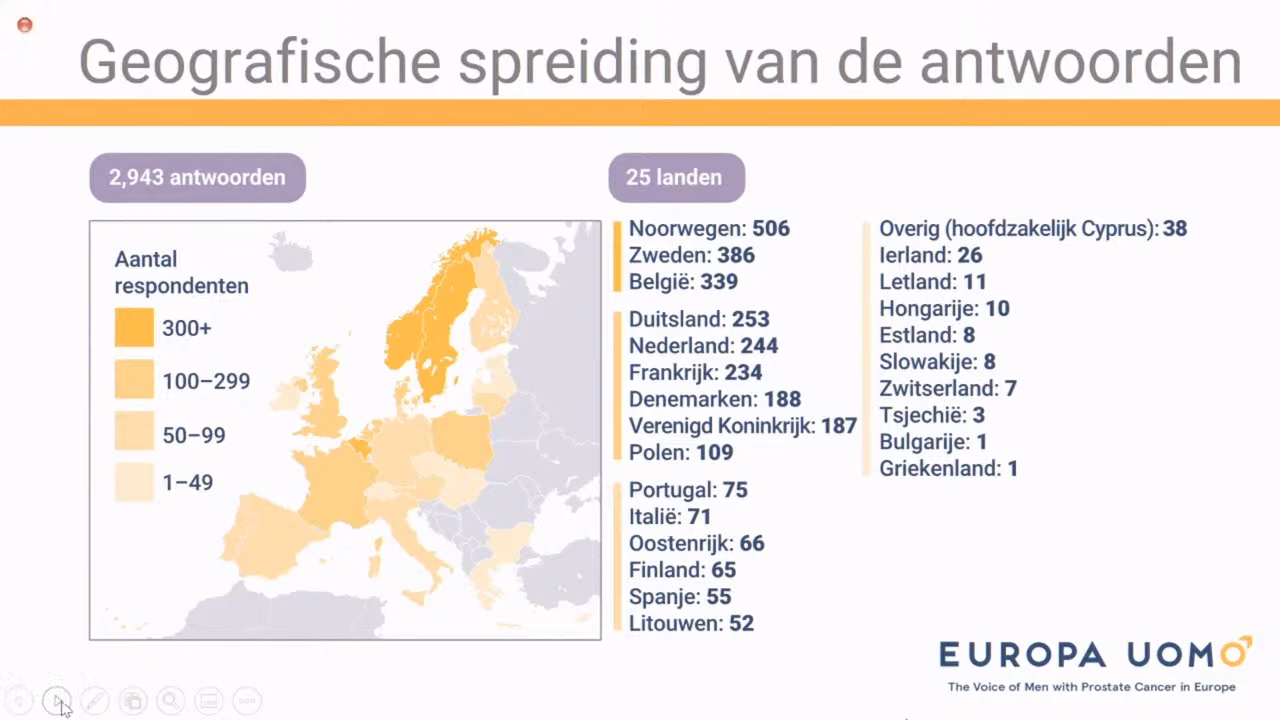 Geografische spreiding van de antwoorden
2,943 antwoorden
25 landen
Aantal
respondenten
300+
100–299
50–99
1–49
Noorwegen: 506
Zweden: 386
België: 339
Duitsland: 253
Nederland: 244
Frankrijk: 234
Denemarken: 188
Verenigd Koninkrijk: 187
Polen: 109
Portugal: 75
Italië: 71
Oostenrijk: 66
Finland: 65
Spanje: 55
Litouwen: 52
Overig (hoofdzakelijk Cyprus): 38
Ierland: 26
Letland: 11
Hongarije: 10
Estland: 8
Slowakije: 8
Zwitserland: 7
Tsjechië: 3
Bulgarije: 1
Griekenland: 1
EUROPA UOMO
The Voice of Men with Prostate Cancer in Europe